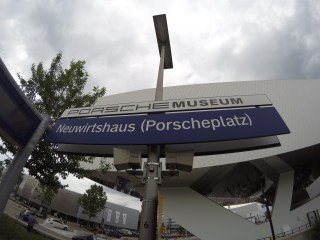 PORSCHE MUSEUM
Neuwirtshaus (Porscheplatz)